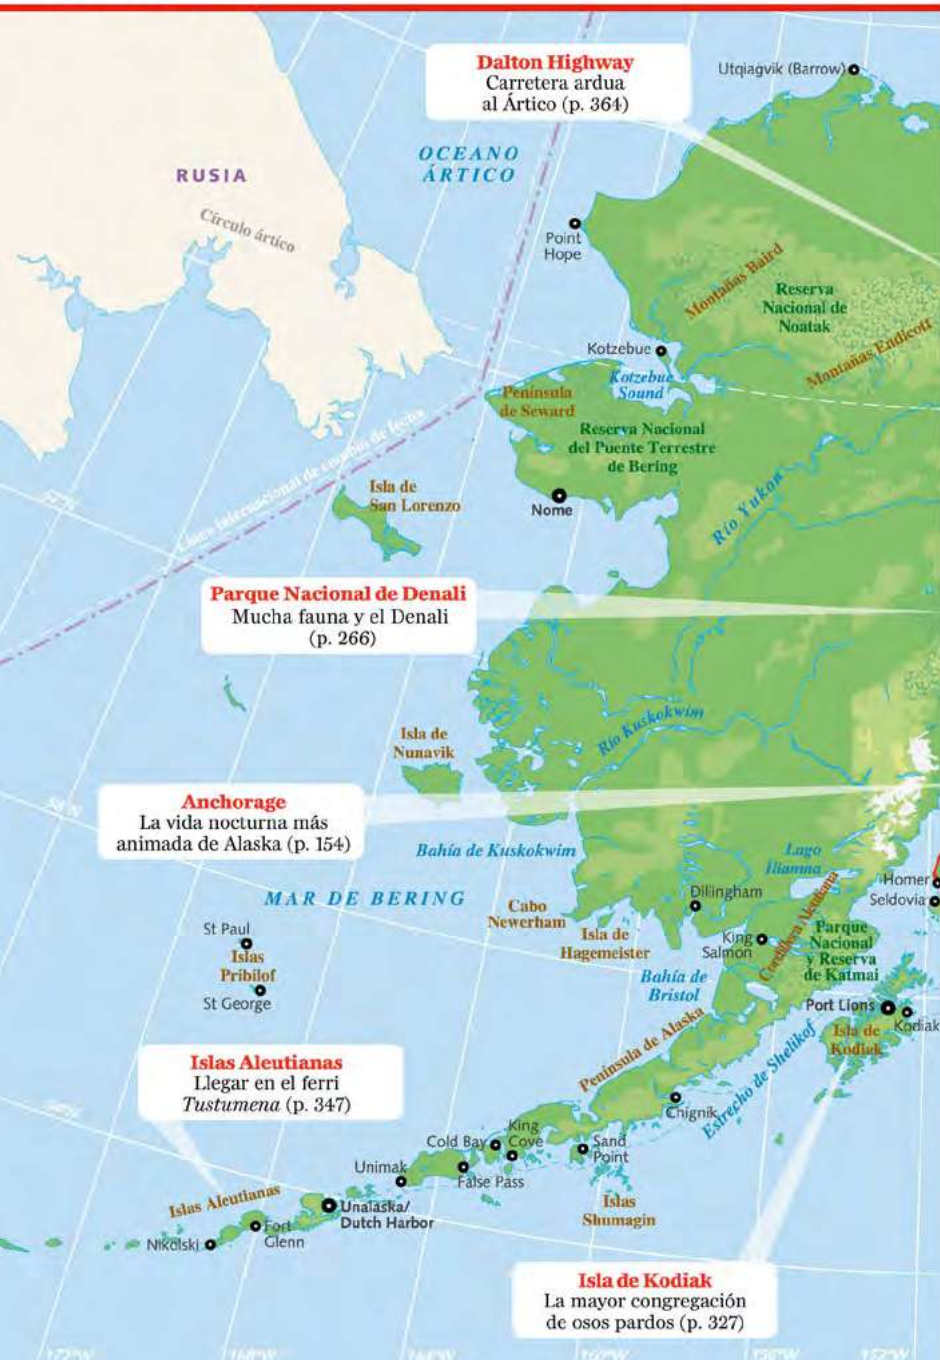 Dalton Highway
Carretera ardua
al Ártico (p. 364)
Utqiaġvik (Barrow)
OCEANO
ÁRTICO
RUSIA
Círculo ártico
Point
Hope
Montañas Baird
Reserva
Nacional de
Noatak
Montañas Endicott
Kotzebue
Kotzebue
Sound
Península
de Seward
Reserva Nacional
del Puente Terrestre
de Bering
Línea internacional de cambio de fecha
Isla de
San Lorenzo
Nome
Río Yukon
Parque Nacional de Denali
Mucha fauna y el Denali
(p. 266)
Río Kuskokwim
Isla de
Nunavik
Anchorage
La vida nocturna más
animada de Alaska (p. 154)
Bahía de Kuskokwim
Lago
Iliamna
Homer
Seldovia
MAR DE BERING
Dillingham
Cabo
Newerham
Isla de
Hagemeister
King
Salmon
Cordillera Aleutiana
Parque
Nacional
y Reserva
de Katmai
St Paul
Islas
Pribilof
St George
Bahía de
Bristol
Port Lions
Kodiak
Isla de
Kodiak
Península de Alaska
Estrecho de Shelikof
Islas Aleutianas
Llegar en el ferri
Tustumena (p. 347)
Chignik
King
Cove
Cold Bay
Sand
Point
Unimak
False Pass
Islas Aleutianas
Unalaska/
Dutch Harbor
Islas
Shumagin
Fort
Glenn
Nikolski
Isla de Kodiak
La mayor congregación
de osos pardos (p. 327)
172°W
168°W
164°W
160°W
156°W
152°W